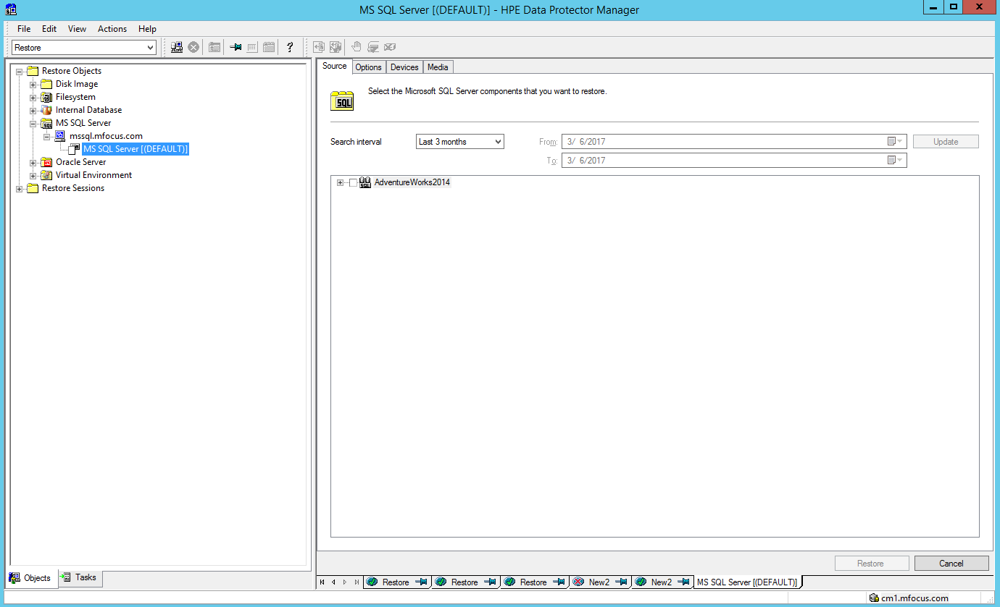 MS SQL Server [(DEFAULT)] - HPE Data Protector Manager
File Edit View Actions Help
Restore
Restore Objects
Disk Image
Filesystem
Internal Database
MS SQL Server
mssql.mfocus.com
MS SQL Server [(DEFAULT)]
Oracle Server
Virtual Environment
Restore Sessions
Objects Tasks
Source Options Devices Media
SQL
Select the Microsoft SQL Server components that you want to restore.
Search interval Last 3 months From: 3/ 6/2017 Update
To: 3/ 6/2017
AdventureWorks2014
Restore Cancel
Restore Restore Restore New2 New2 MS SQL Server [(DEFAULT)]
cm1.mfocus.com